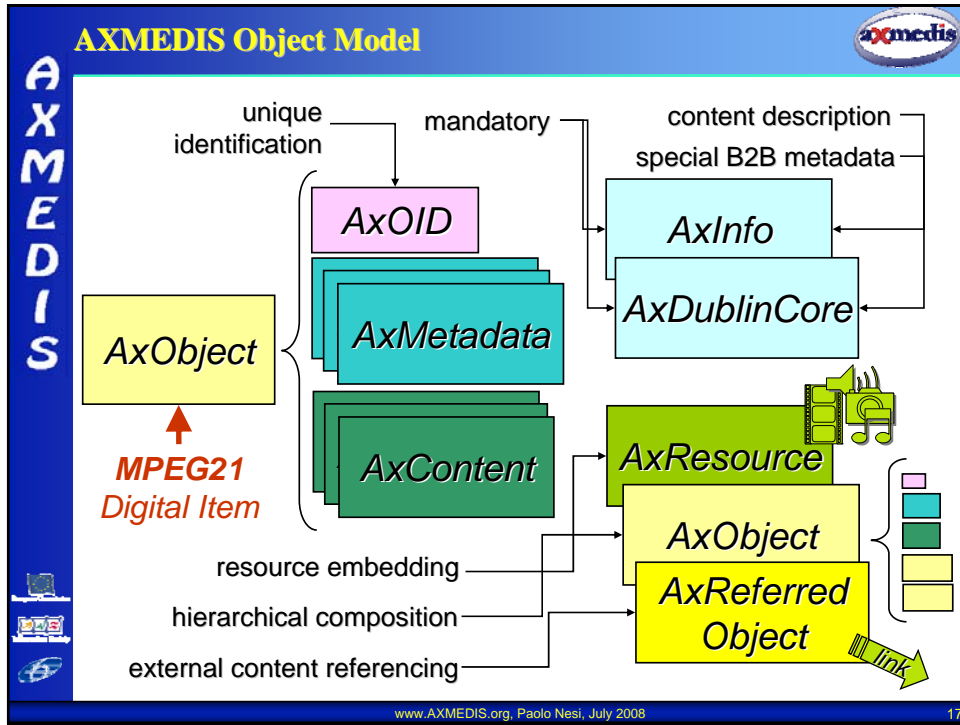 AXMEDIS Object Model
axmedis
AXMEDIS
unique
identification
mandatory
content description
special B2B metadata
AxOID
AxInfo
AxMetadata
AxDublinCore
AxObject
AxContent
AxResource
MPEG21
Digital Item
AxObject
resource embedding
hierarchical composition
AxReferred
Object
external content referencing
link
www.AXMEDIS.org, Paolo Nesi, July 2008
17